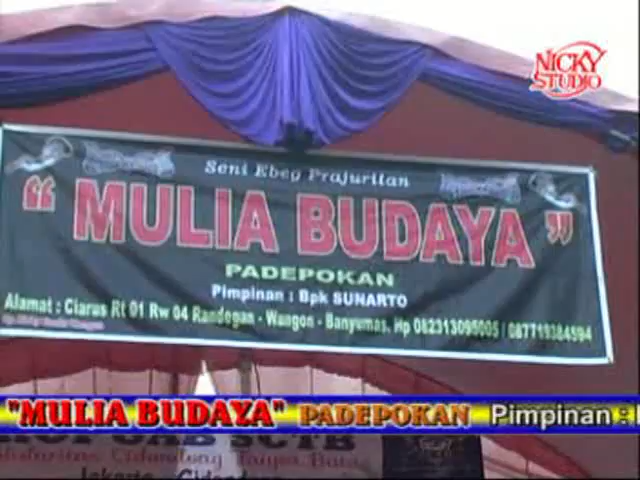 NICKY
STUDIO
Seni Ebeg Prajuritan
"MULIA BUDAYA"
PADEPOKAN
Pimpinan : Bpk SUNARTO
Alamat : Ciarus Rt 01 Rw 04 Randegan - Wangon - Banyumas, Hp 082313095005 / 087719384594
"MULIA BUDAYA" PADEPOKAN Pimpinan :